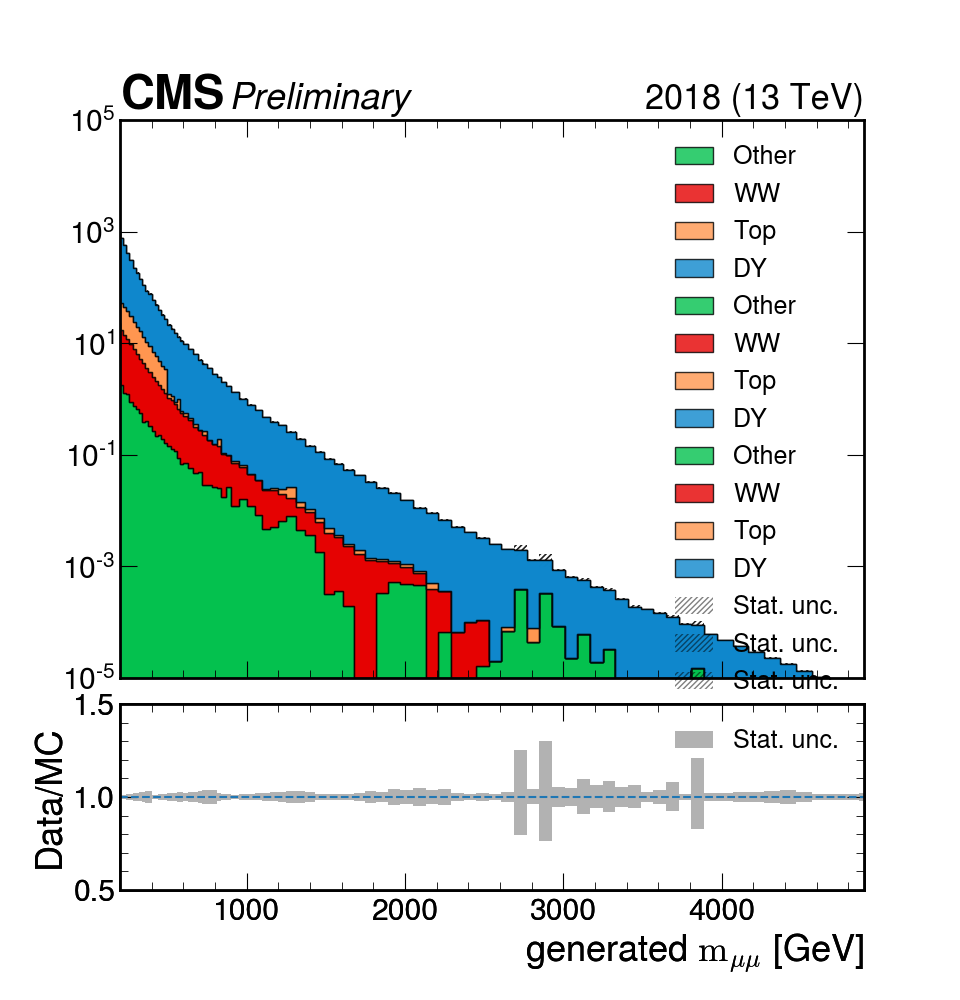 CMS Preliminary 2018 (13 TeV)
10^5
10^3
10^1
10^-1
10^-3
10^-5
Other
WW
Top
DY
Other
WW
Top
DY
Other
WW
Top
DY
Stat. unc.
Stat. unc.
Stat. unc.
Data/MC
1.5
1.0
0.5
Stat. unc.
1000 2000 3000 4000
generated m_μμ [GeV]